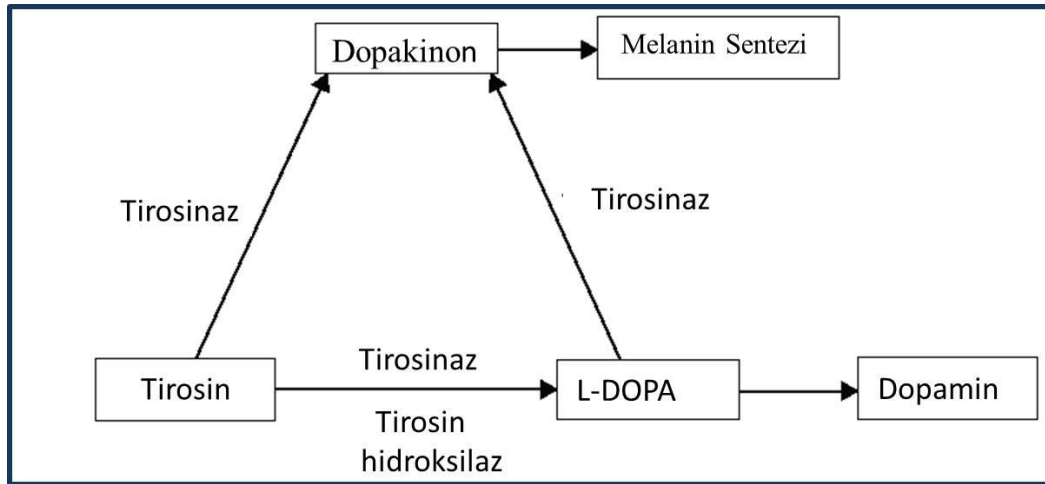 Dopakinon
Melanin Sentezi
Tirosinaz
Tirosinaz
Tirosinaz
Tirosin
L-DOPA
Dopamin
Tirosin
hidroksilaz